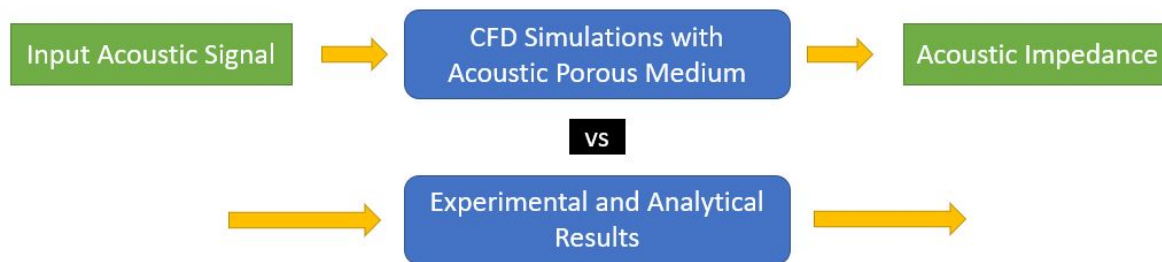 Input Acoustic Signal
CFD Simulations with
Acoustic Porous Medium
Acoustic Impedance
vs
Experimental and Analytical
Results